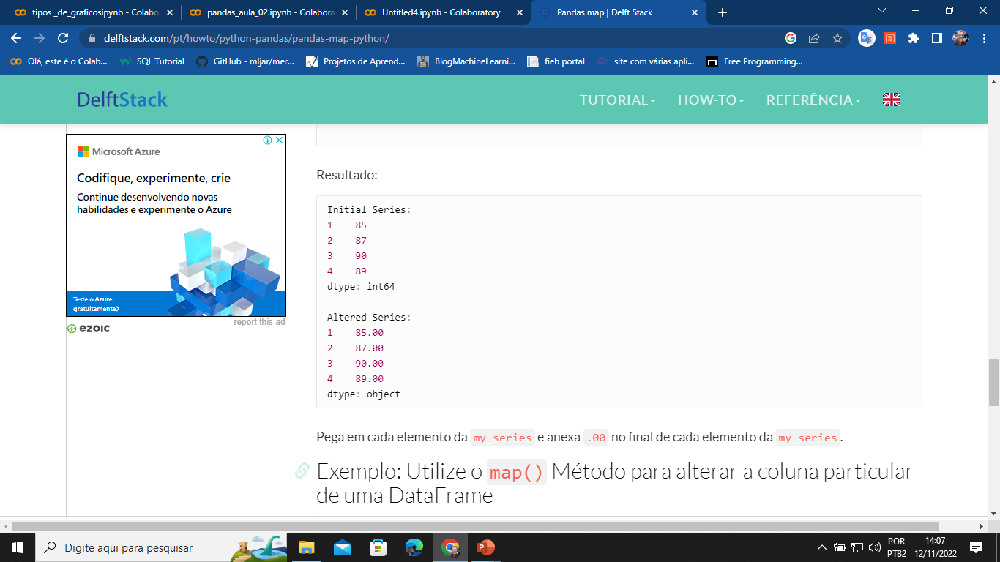 tipos _de_graficosipynb - Colabo
pandas_aula_02.ipynb - Colabora
Untitled4.ipynb - Colaboratory
Pandas map | Delft Stack
delftstack.com/pt/howto/python-pandas/pandas-map-python/
Olá, este é o Colab...
SQL Tutorial
GitHub - mljar/mer...
Projetos de Aprend...
BlogMachineLearni...
fieb portal
site com várias apli...
Free Programming...
DelftStack
TUTORIAL
HOW-TO
REFERÊNCIA
Microsoft Azure
Codifique, experimente, crie
Continue desenvolvendo novas
habilidades e experimente o Azure
Teste o Azure
gratuitamente>
report this ad
ezoic
Resultado:
Initial Series:
1 85
2 87
3 90
4 89
dtype: int64
Altered Series:
1 85.00
2 87.00
3 90.00
4 89.00
dtype: object
Pega em cada elemento da my_series e anexa .00 no final de cada elemento da my_series.
Exemplo: Utilize o map() Método para alterar a coluna particular
de uma DataFrame
Digite aqui para pesquisar
POR
PTB2
14:07
12/11/2022